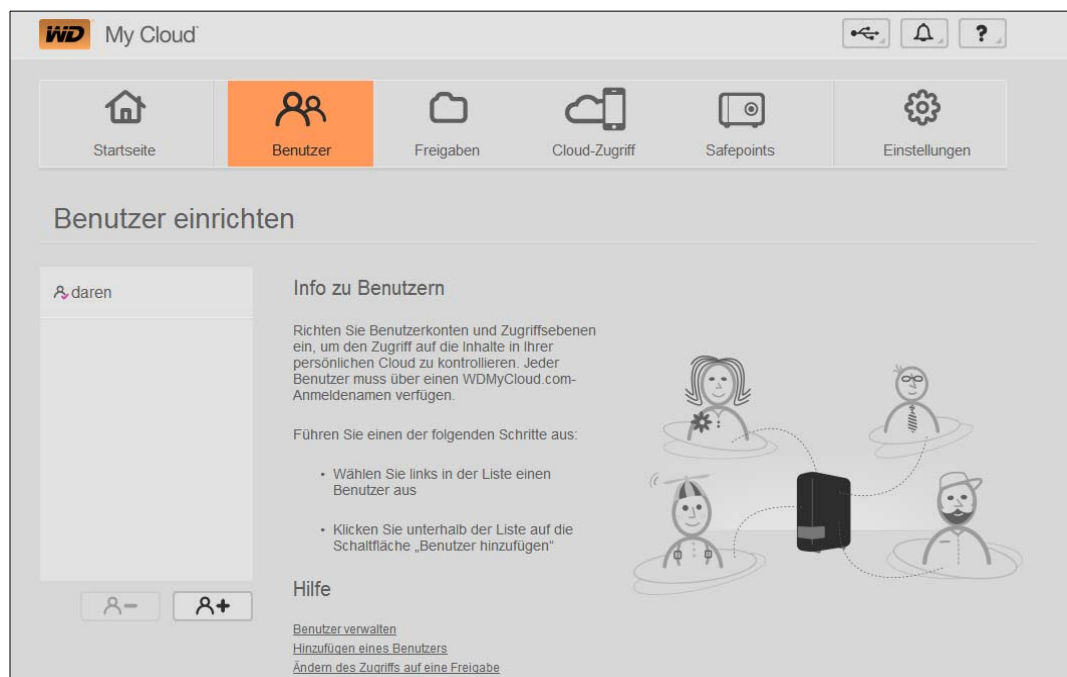 WD My Cloud
?
Startseite
Benutzer
Freigaben
Cloud-Zugriff
Safepoints
Einstellungen
Benutzer einrichten
daren
Info zu Benutzern
Richten Sie Benutzerkonten und Zugriffsebenen
ein, um den Zugriff auf die Inhalte in Ihrer
persönlichen Cloud zu kontrollieren. Jeder
Benutzer muss über einen WDMyCloud.com-
Anmeldenamen verfügen.
Führen Sie einen der folgenden Schritte aus:
• Wählen Sie links in der Liste einen
Benutzer aus
• Klicken Sie unterhalb der Liste auf die
Schaltfläche „Benutzer hinzufügen“
Hilfe
Benutzer verwalten
Hinzufügen eines Benutzers
Ändern des Zugriffs auf eine Freigabe